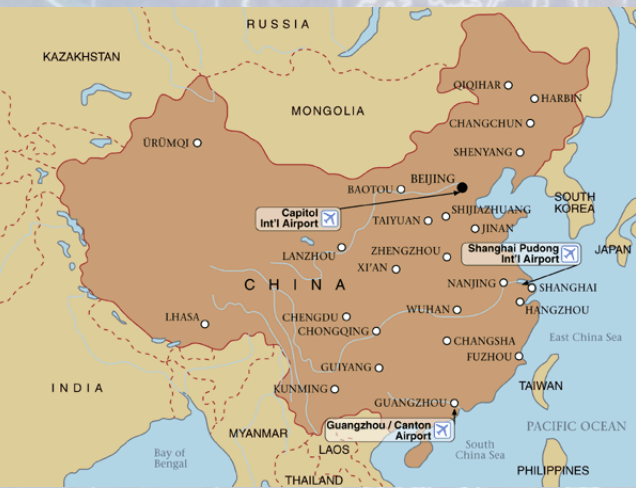 RUSSIA
KAZAKHSTAN
MONGOLIA
QIQIHAR
HARBIN
CHANGCHUN
ÜRÜMQI
SHENYANG
BEIJING
BAOTOU
SOUTH
KOREA
Capitol
Int'l Airport
TAIYUAN
SHIJIAZHUANG
JINAN
LANZHOU
ZHENGZHOU
Shanghai Pudong
Int'l Airport
JAPAN
XI'AN
CHINA
NANJING
SHANGHAI
HANGZHOU
LHASA
CHENGDU
WUHAN
CHONGQING
CHANGSHA
East China Sea
FUZHOU
GUIYANG
INDIA
KUNMING
TAIWAN
GUANGZHOU
Guangzhou / Canton
Airport
PACIFIC OCEAN
MYANMAR
LAOS
Bay of
Bengal
South
China Sea
THAILAND
PHILIPPINES